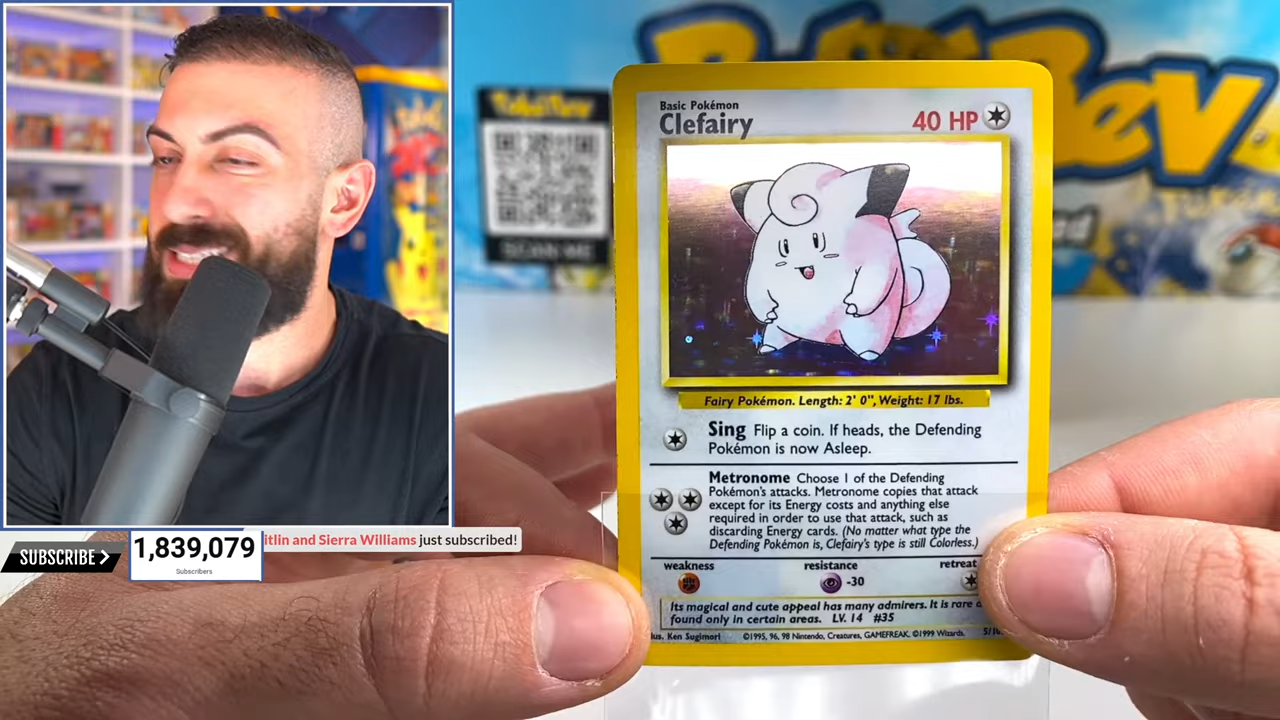 PokéRev
SCAN ME
Basic Pokémon
Clefairy
40 HP
Fairy Pokémon. Length: 2' 0", Weight: 17 lbs.
Sing Flip a coin. If heads, the Defending
Pokémon is now Asleep.
Metronome Choose 1 of the Defending
Pokémon's attacks. Metronome copies that attack
except for its Energy costs and anything else
required in order to use that attack, such as
discarding Energy cards. (No matter what type the
Defending Pokémon is, Clefairy's type is still Colorless.)
weakness
resistance
retreat
-30
Its magical and cute appeal has many admirers. It is rare
found only in certain areas. LV. 14 #35
Ken Sugimori ©1995, 96, 98 Nintendo, Creatures, GAMEFREAK. ©1999 Wizards.
SUBSCRIBE >
1,839,079
Subscribers
itlin and Sierra Williams just subscribed!